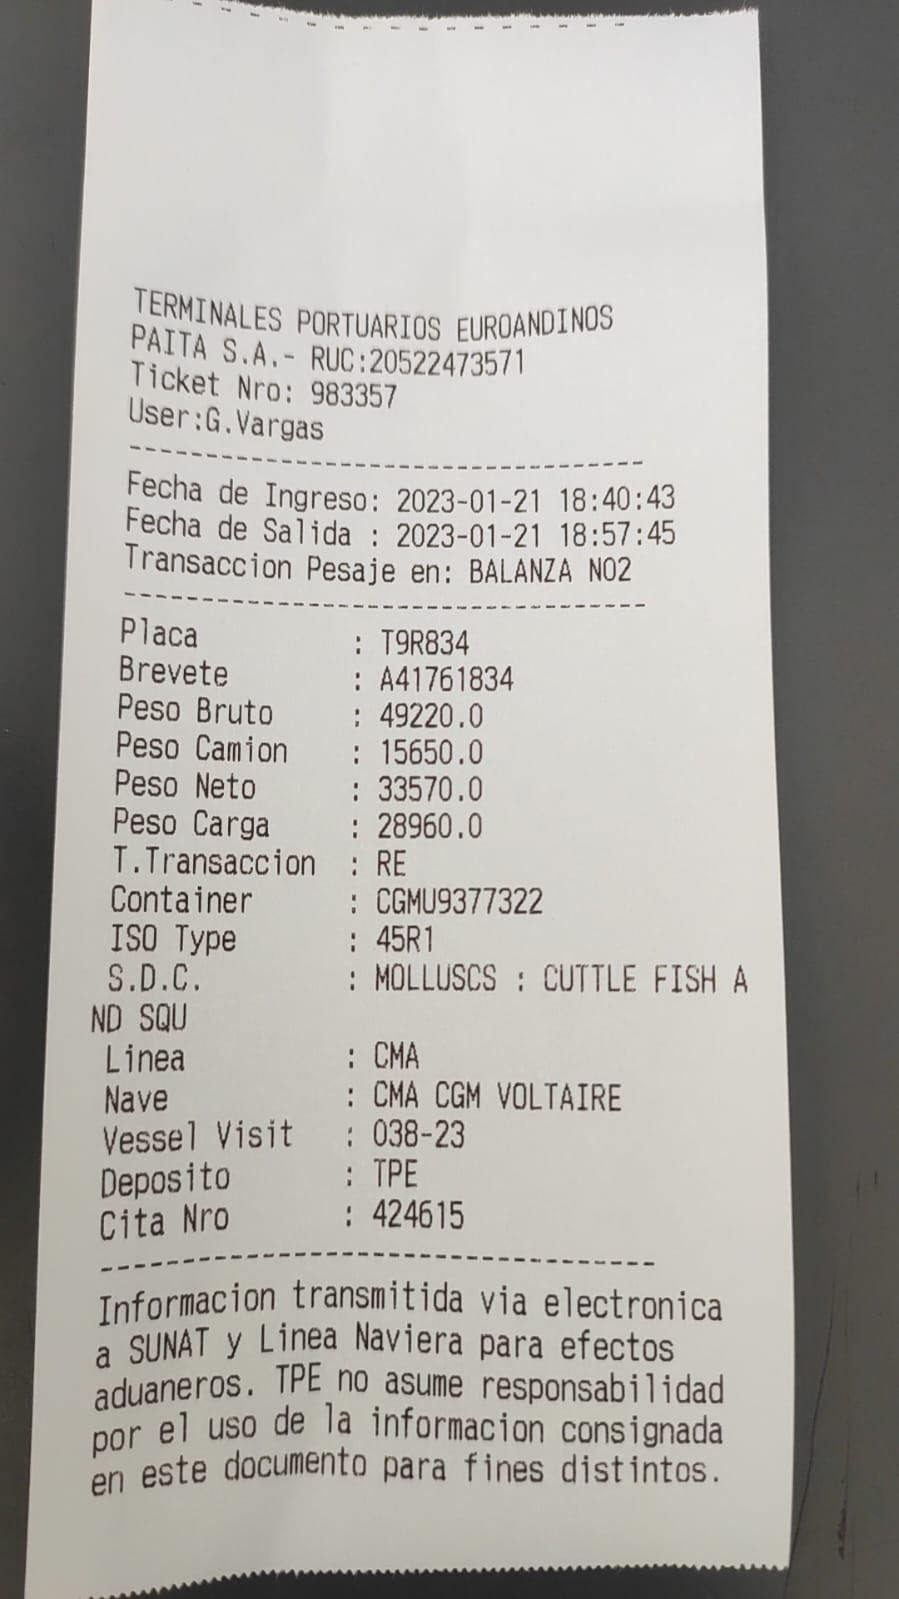 TERMINALES PORTUARIOS EUROANDINOS
PAITA S.A.- RUC:20522473571
Ticket Nro: 983357
User:G.Vargas
---------------------------------
Fecha de Ingreso: 2023-01-21 18:40:43
Fecha de Salida : 2023-01-21 18:57:45
Transaccion Pesaje en: BALANZA NO2
---------------------------------
Placa : T9R834
Brevete : A41761834
Peso Bruto : 49220.0
Peso Camion : 15650.0
Peso Neto : 33570.0
Peso Carga : 28960.0
T.Transaccion : RE
Container : CGMU9377322
ISO Type : 45R1
S.D.C. : MOLLUSCS : CUTTLE FISH A
ND SQU
Linea : CMA
Nave : CMA CGM VOLTAIRE
Vessel Visit : 038-23
Deposito : TPE
Cita Nro : 424615
---------------------------------
Informacion transmitida via electronica
a SUNAT y Linea Naviera para efectos
aduaneros. TPE no asume responsabilidad
por el uso de la informacion consignada
en este documento para fines distintos.